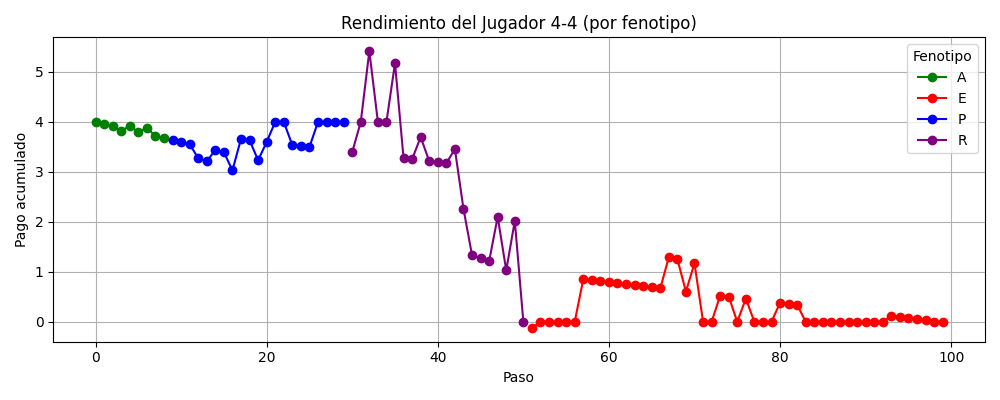 Rendimiento del Jugador 4-4 (por fenotipo)
Pago acumulado
5
4
3
2
1
0
0
20
40
60
80
100
Paso
Fenotipo
A
E
P
R